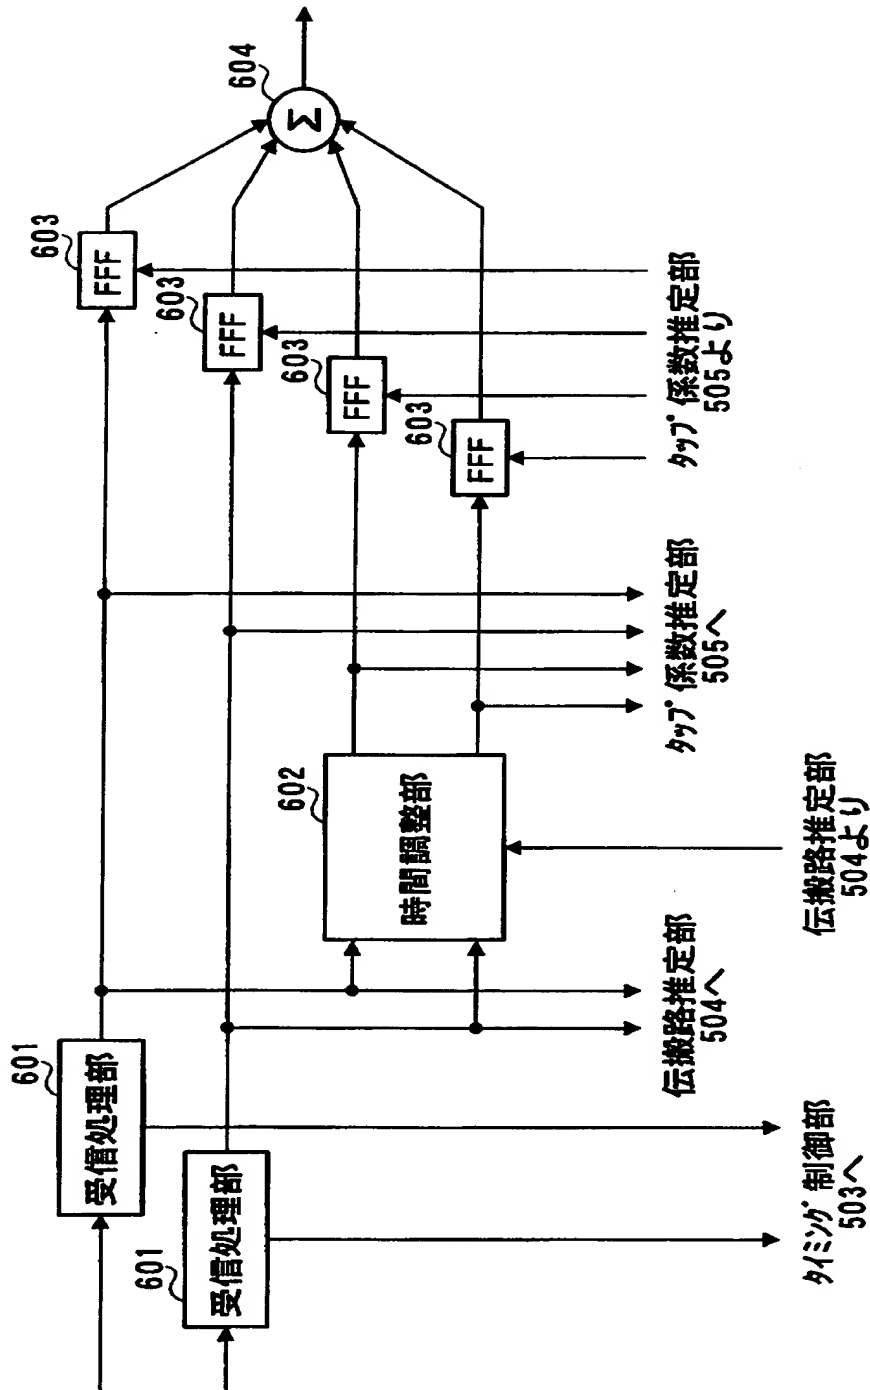 601
受信処理部
601
受信処理部
602
時間調整部
603
FFF
603
FFF
603
FFF
603
FFF
604
Σ
タイミング制御部
503へ
伝搬路推定部
504へ
伝搬路推定部
504より
タップ係数推定部
505へ
タップ係数推定部
505より